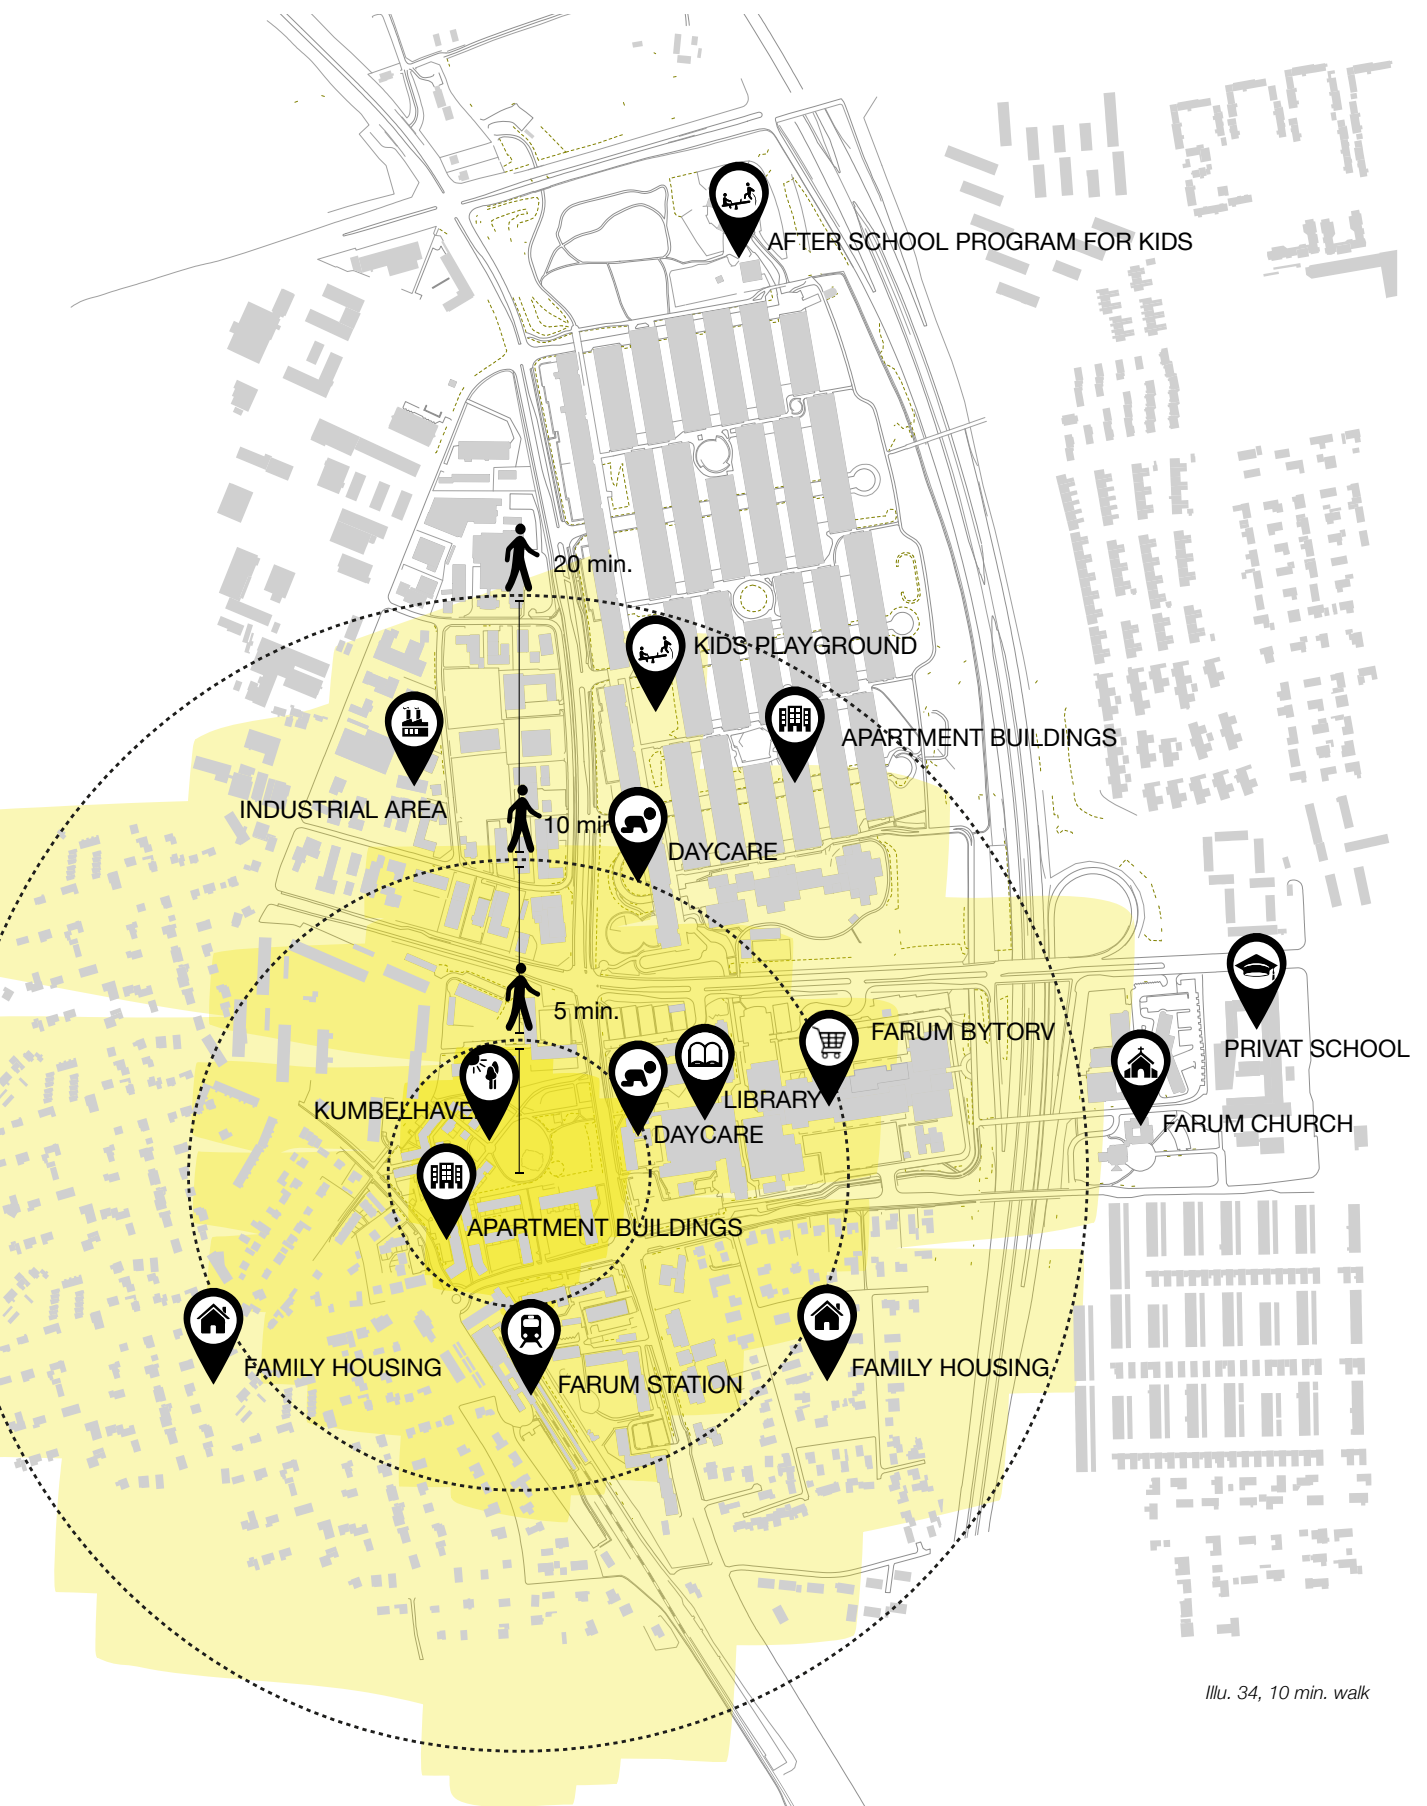 AFTER SCHOOL PROGRAM FOR KIDS
20 min.
KIDS PLAYGROUND
APARTMENT BUILDINGS
INDUSTRIAL AREA
10 min
DAYCARE
5 min.
FARUM BYTORV
PRIVAT SCHOOL
KUMBELHAVE
LIBRARY
FARUM CHURCH
DAYCARE
APARTMENT BUILDINGS
FAMILY HOUSING
FAMILY HOUSING
FARUM STATION
Illu. 34, 10 min. walk